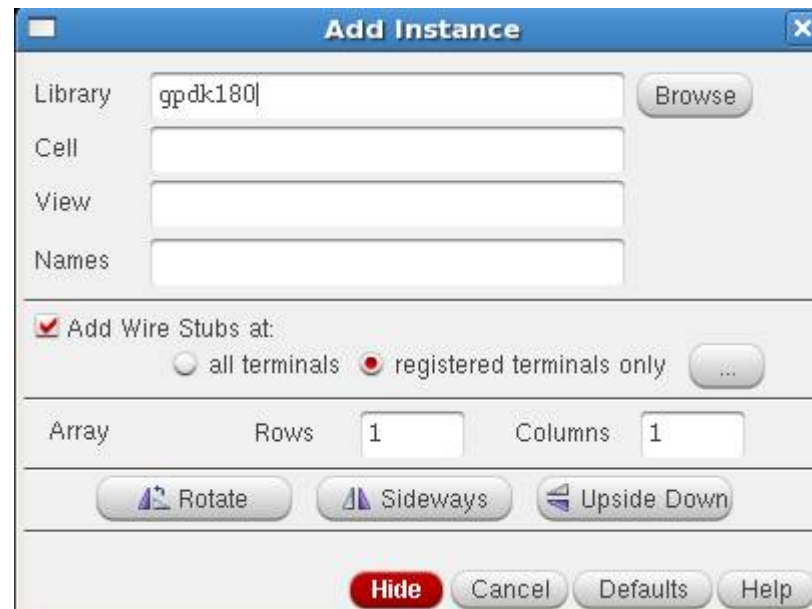 Add Instance
Library gpdk180 Browse
Cell
View
Names
Add Wire Stubs at:
all terminals registered terminals only ...
Array Rows 1 Columns 1
Rotate Sideways Upside Down
Hide Cancel Defaults Help